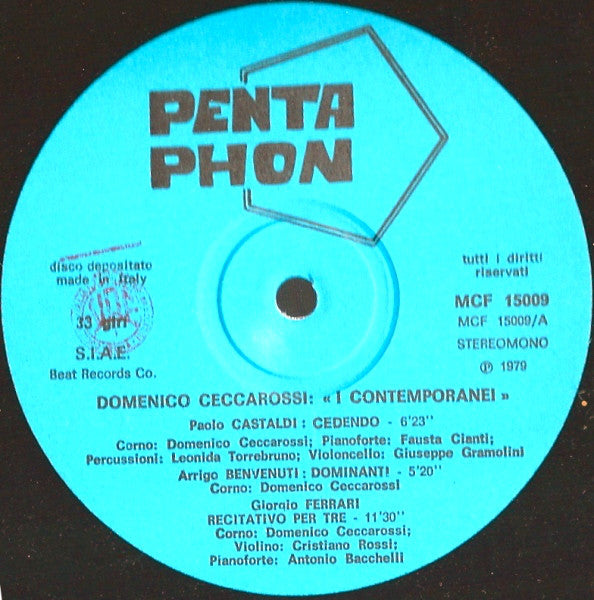 PENTA
PHON
disco depositato
made in Italy
33 giri
S.I.A.E.
Beat Records Co.
tutti i diritti
riservati
MCF 15009
MCF 15009/A
STEREOMONO
℗ 1979
DOMENICO CECCAROSSI: « I CONTEMPORANEI »
Paolo CASTALDI : CEDENDO - 6'23''
Corno: Domenico Ceccarossi; Pianoforte: Fausta Cianti;
Percussioni: Leonida Torrebruno; Violoncello: Giuseppe Gramolini
Arrigo BENVENUTI : DOMINANTI - 5'20''
Corno: Domenico Ceccarossi
Giorgio FERRARI
RECITATIVO PER TRE - 11'30''
Corno: Domenico Ceccarossi;
Violino: Cristiano Rossi;
Pianoforte: Antonio Bacchelli